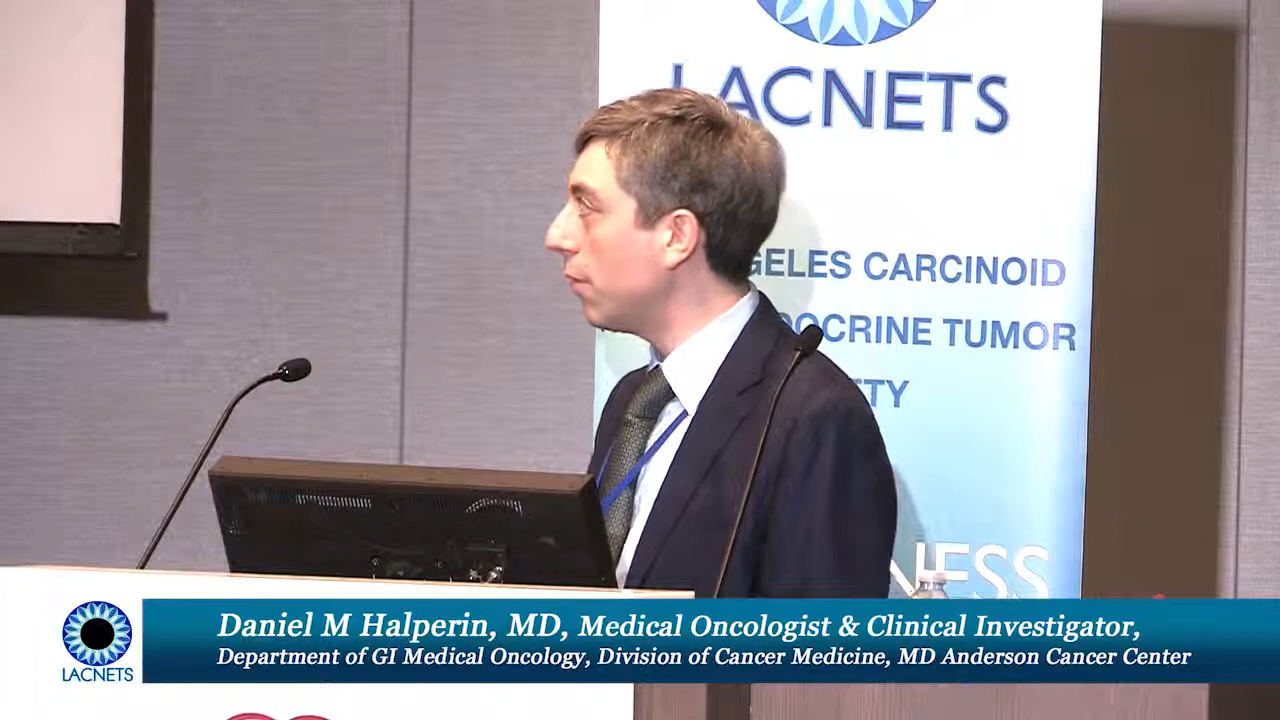 LACNETS
GELES CARCINOID
OCRINE TUMOR
NESS
Daniel M Halperin, MD, Medical Oncologist & Clinical Investigator,
Department of GI Medical Oncology, Division of Cancer Medicine, MD Anderson Cancer Center
LACNETS